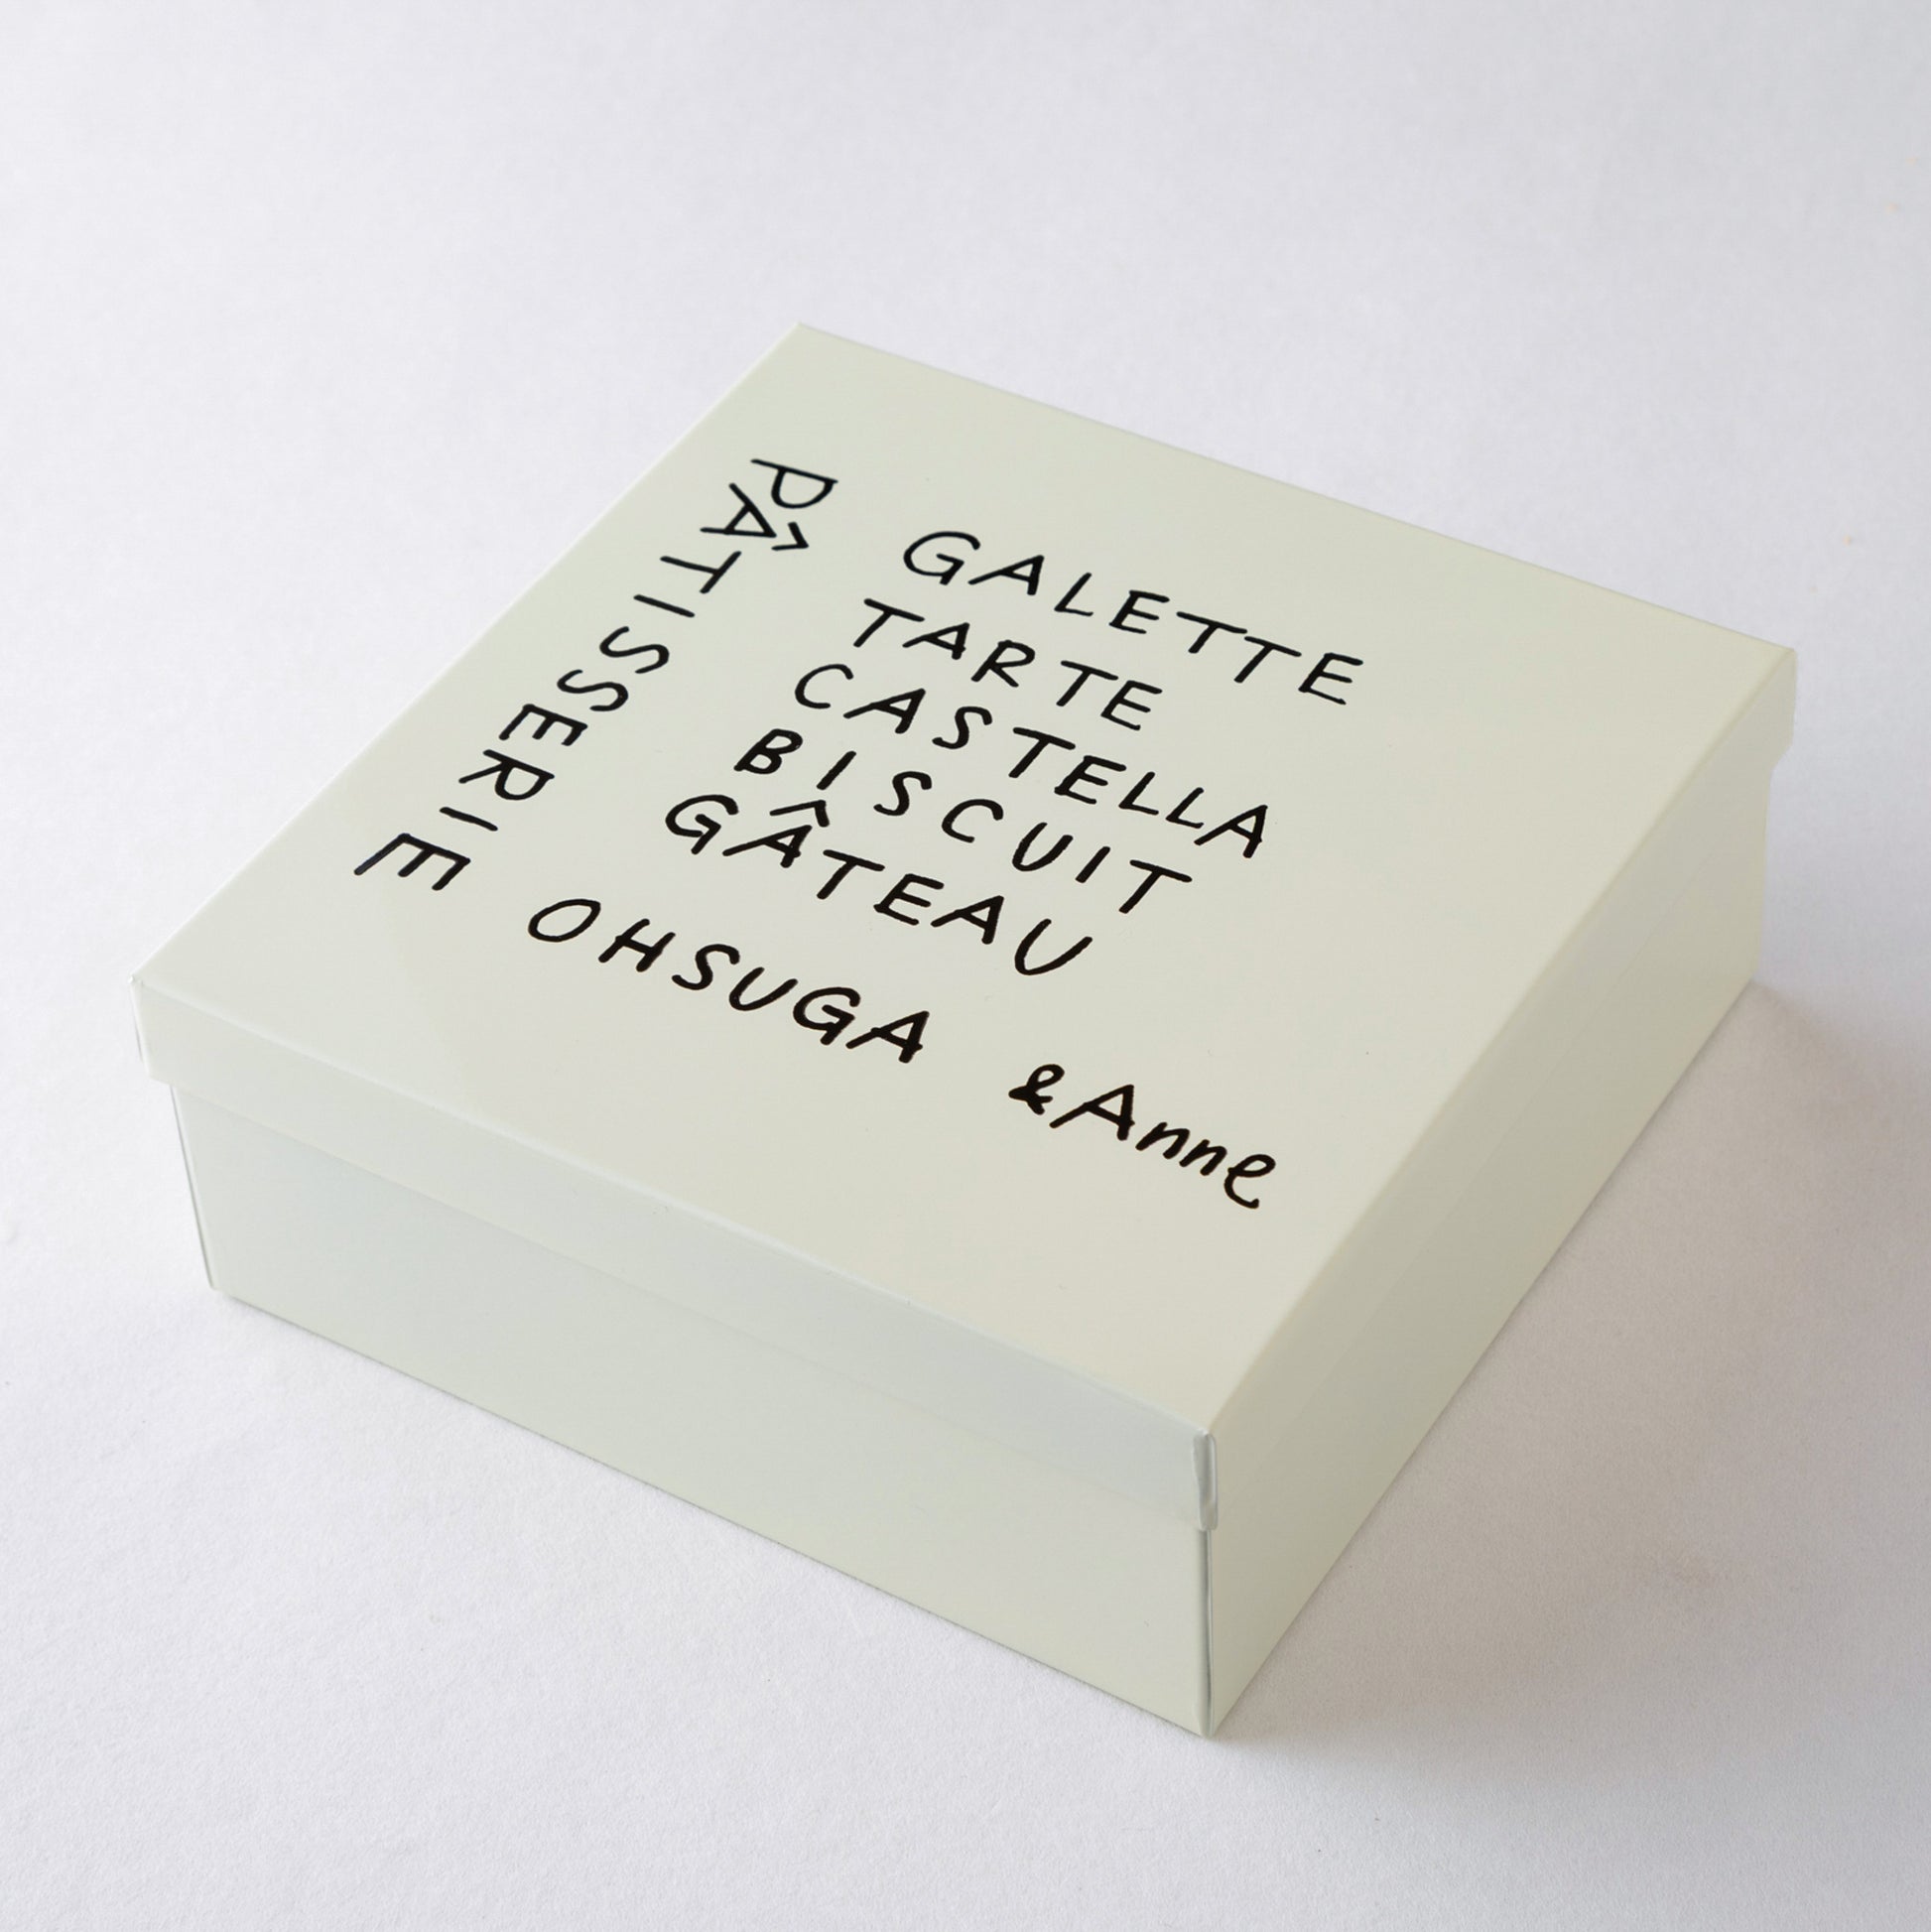 PÂTISSERIE
GALETTE
TARTE
CASTELLA
BISCUIT
GÂTEAU
OHSUGA &Anne